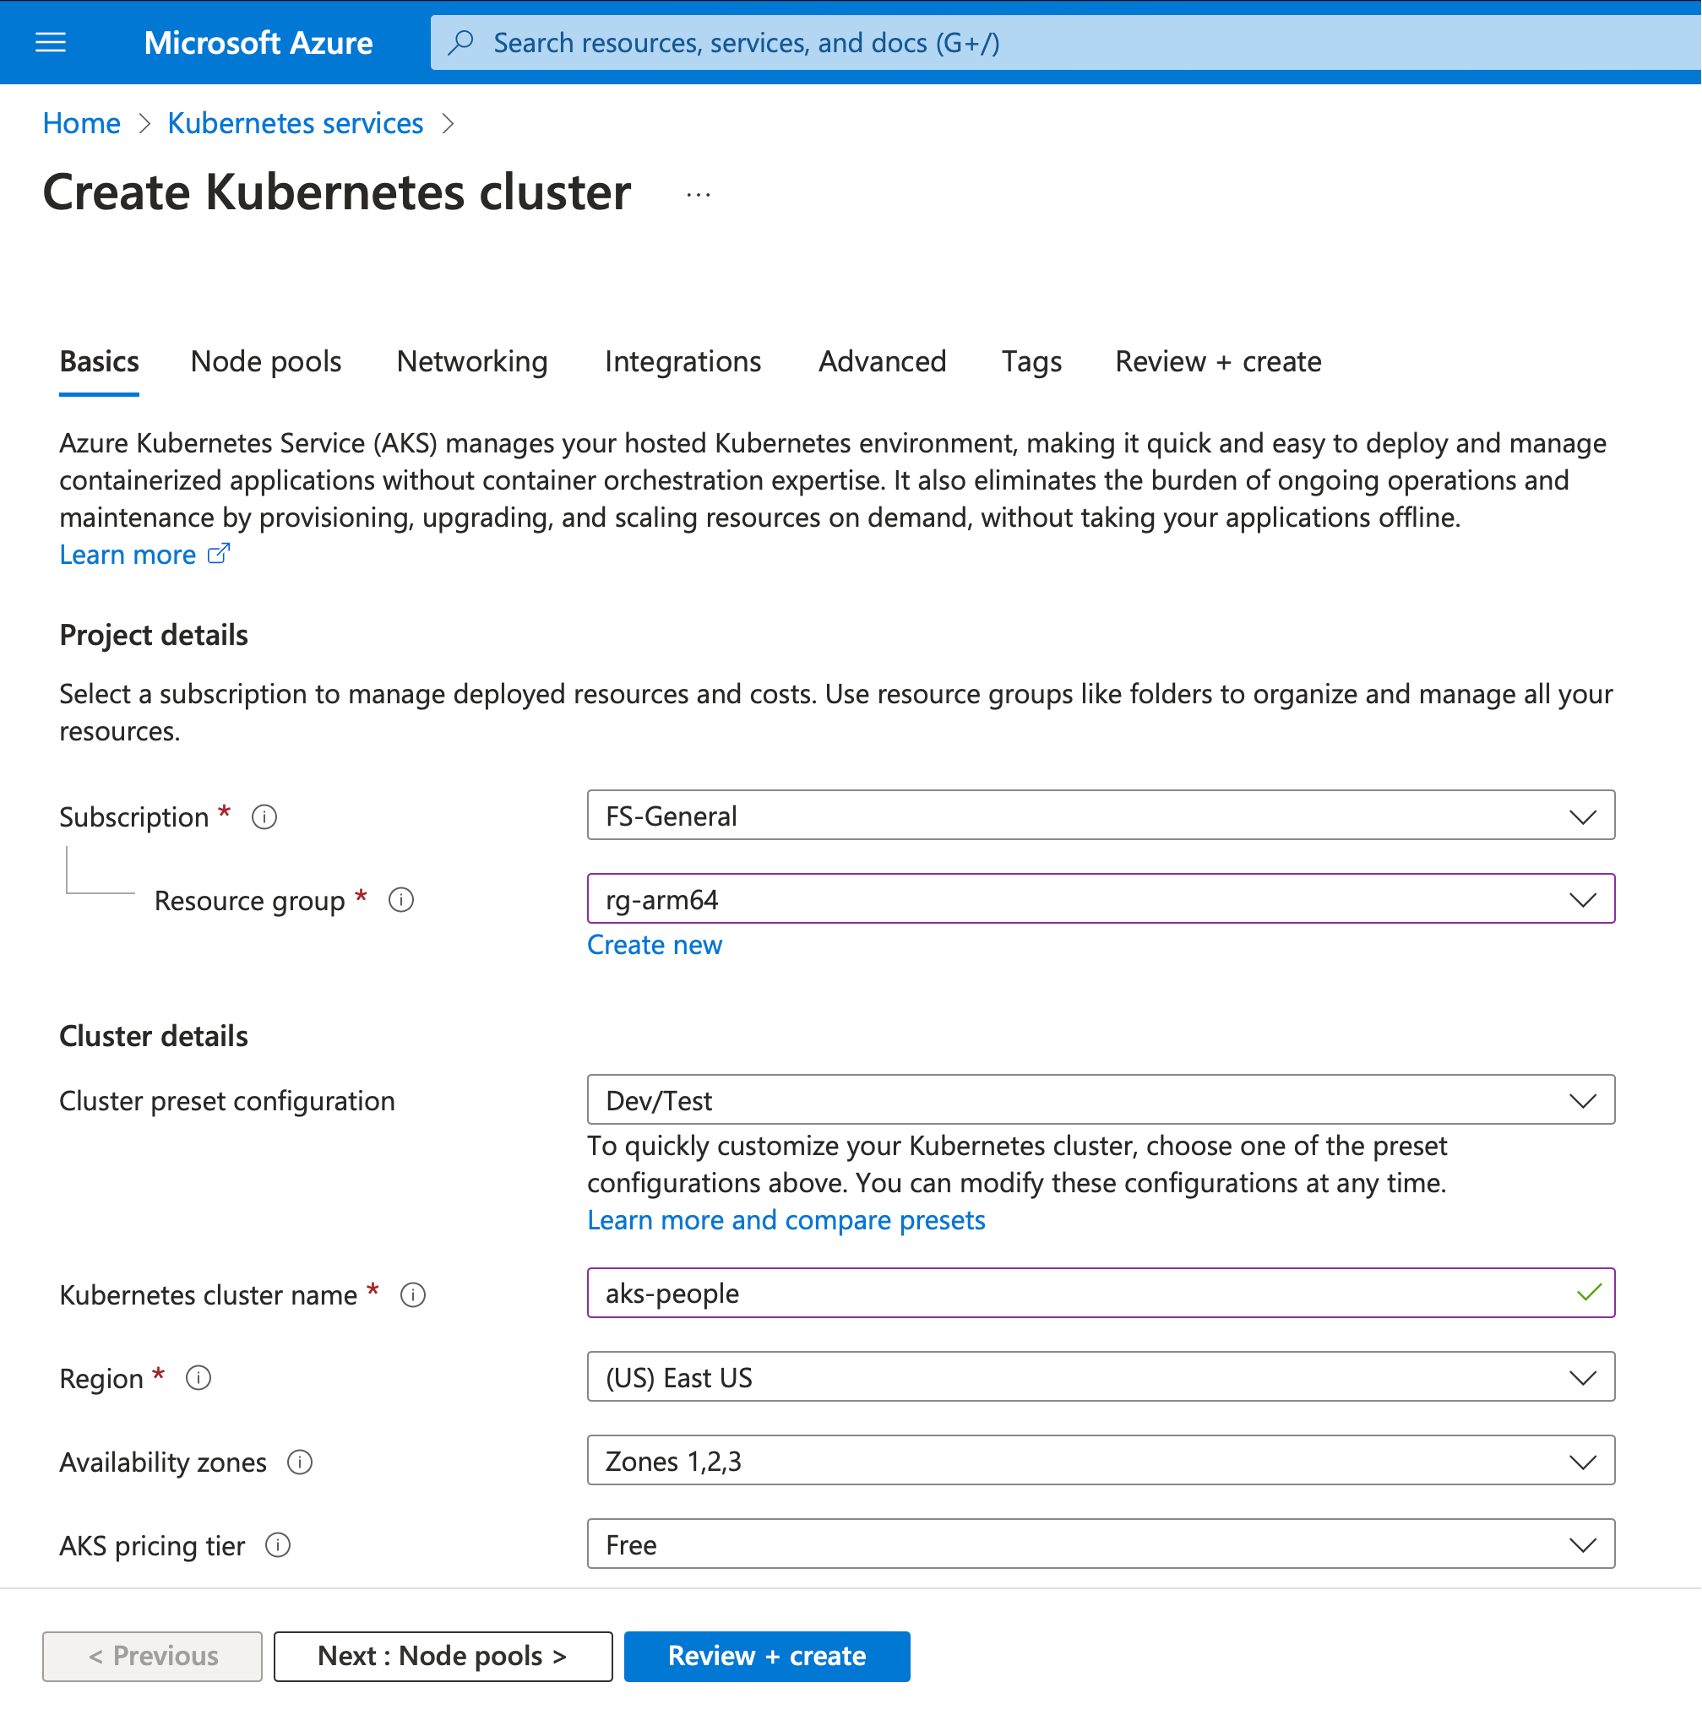 Microsoft Azure
Search resources, services, and docs (G+/)
Home > Kubernetes services >
Create Kubernetes cluster ...
Basics Node pools Networking Integrations Advanced Tags Review + create
Azure Kubernetes Service (AKS) manages your hosted Kubernetes environment, making it quick and easy to deploy and manage
containerized applications without container orchestration expertise. It also eliminates the burden of ongoing operations and
maintenance by provisioning, upgrading, and scaling resources on demand, without taking your applications offline.
Learn more
Project details
Select a subscription to manage deployed resources and costs. Use resource groups like folders to organize and manage all your
resources.
Subscription *
FS-General
Resource group *
rg-arm64
Create new
Cluster details
Cluster preset configuration
Dev/Test
To quickly customize your Kubernetes cluster, choose one of the preset
configurations above. You can modify these configurations at any time.
Learn more and compare presets
Kubernetes cluster name *
aks-people
Region *
(US) East US
Availability zones
Zones 1,2,3
AKS pricing tier
Free
< Previous
Next : Node pools >
Review + create